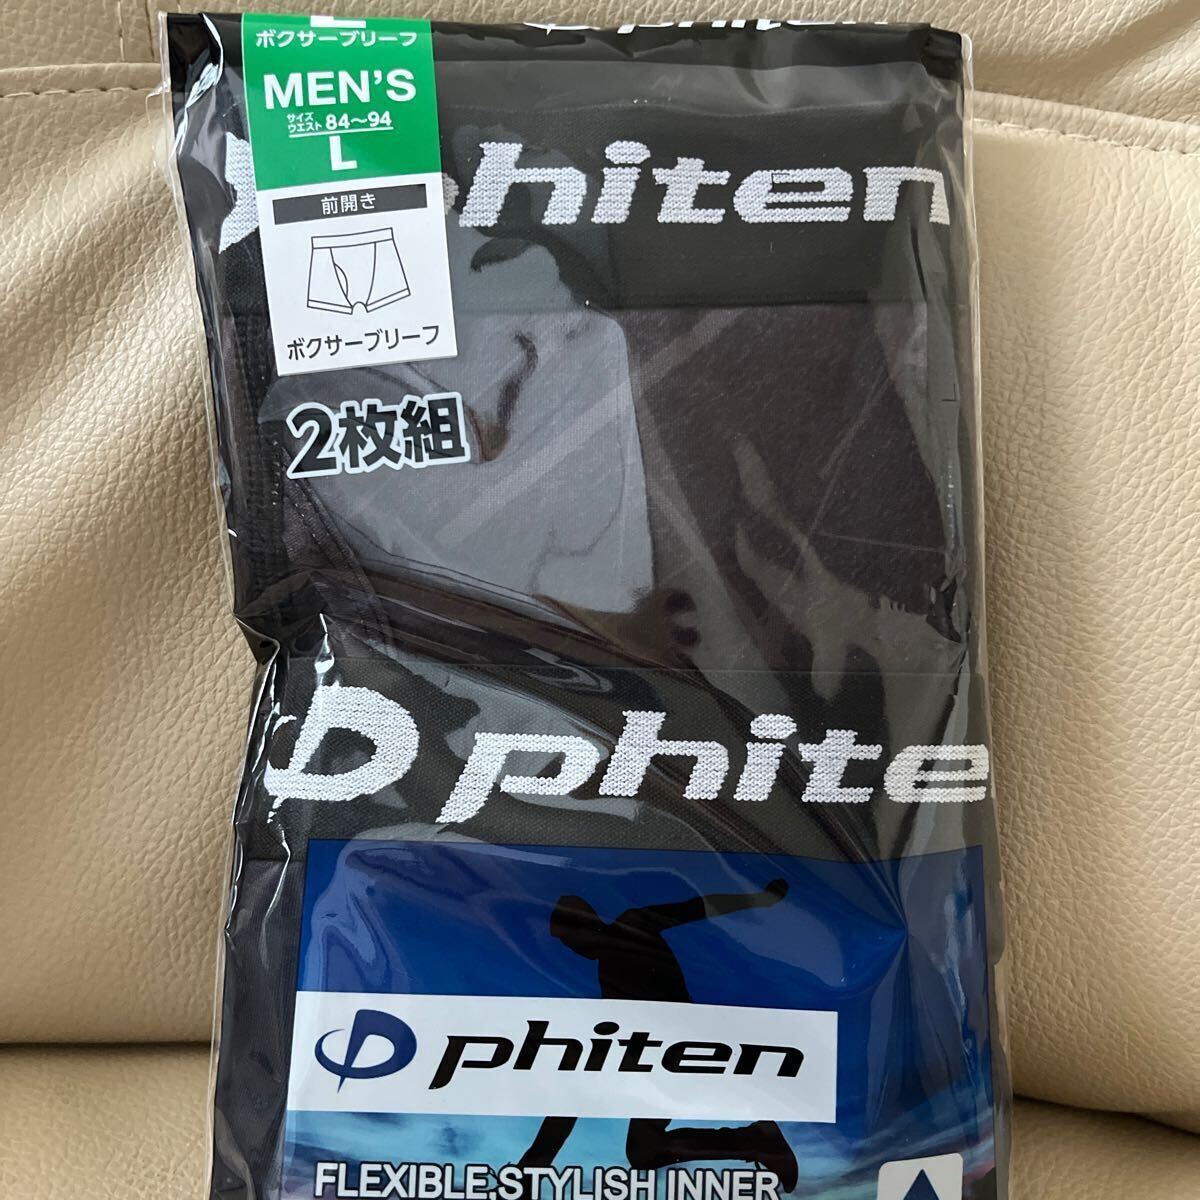 phiten
L
ボクサーブリーフ
MEN'S
サイズ
ウエスト 84〜94
L
phiten
前開き
ボクサーブリーフ
2枚組
phite
phiten
FLEXIBLE,STYLISH INNER